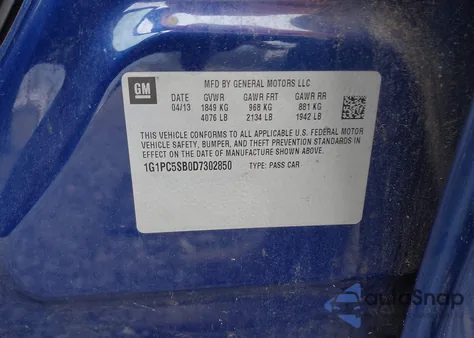 GM
MFD BY GENERAL MOTORS LLC
DATE GVWR GAWR FRT GAWR RR
04/13 1849 KG 968 KG 881 KG
4076 LB 2134 LB 1942 LB
THIS VEHICLE CONFORMS TO ALL APPLICABLE U.S. FEDERAL MOTOR
VEHICLE SAFETY, BUMPER, AND THEFT PREVENTION STANDARDS
IN EFFECT ON THE DATE OF MANUFACTURE SHOWN ABOVE.
1G1PC5SB0D7302850 TYPE: PASS CAR
AutoSnap